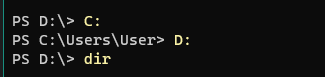 PS D:\> C:
PS C:\Users\User> D:
PS D:\> dir